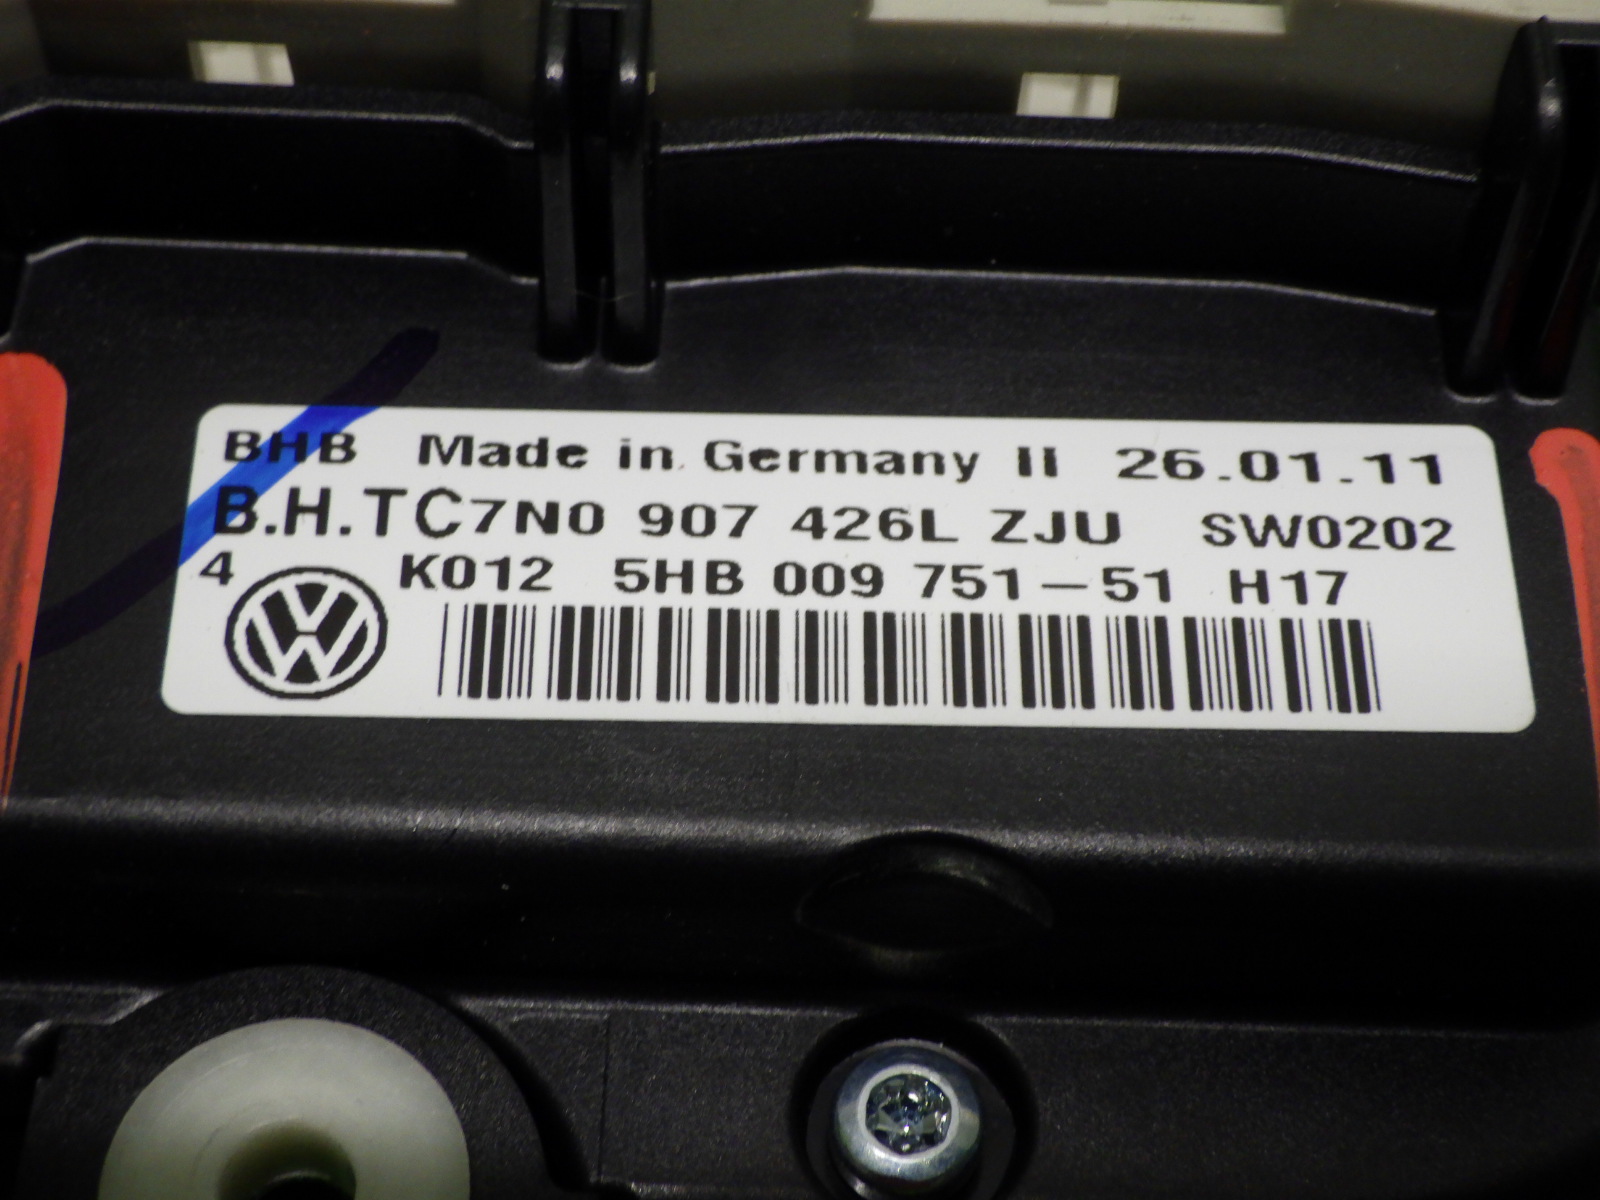 BHB Made in Germany II 26.01.11
B.H.TC7N0 907 426L ZJU SW0202
4 K012 5HB 009 751-51 H17